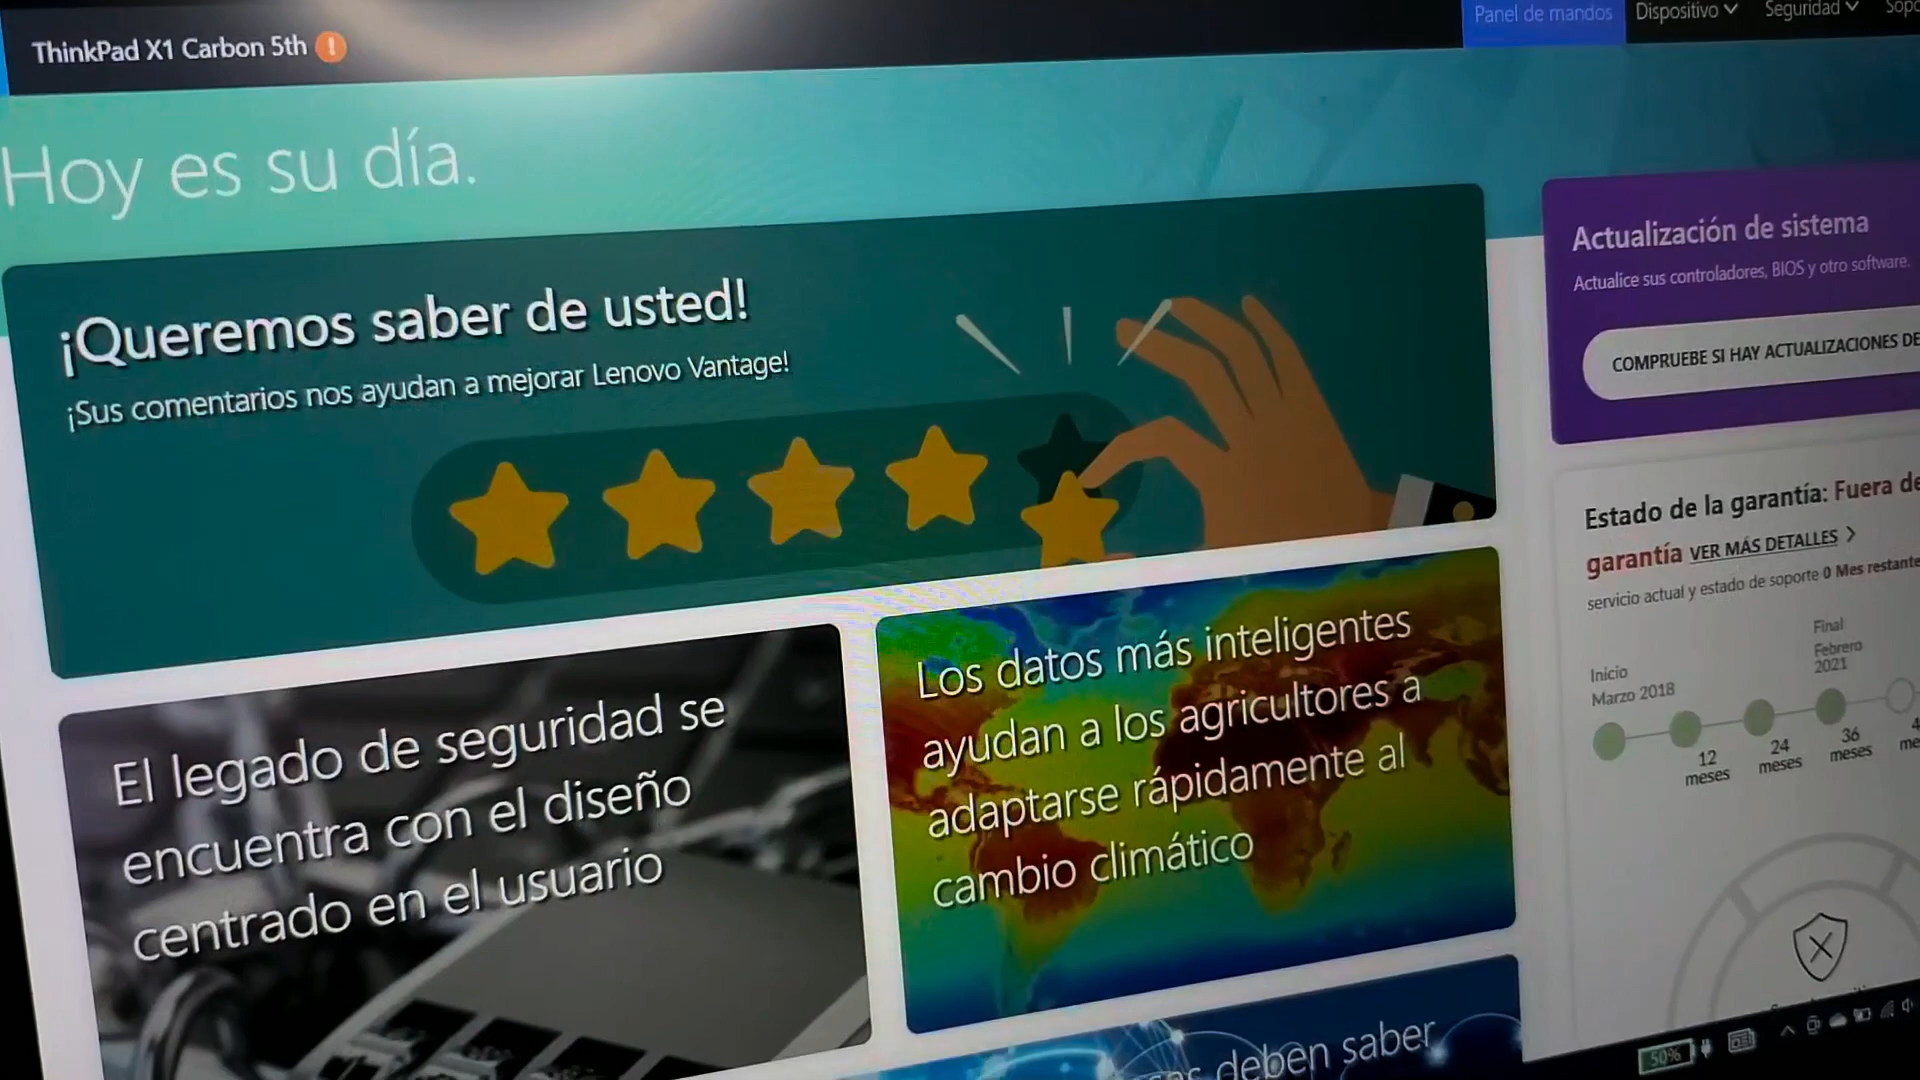 ThinkPad X1 Carbon 5th
Panel de mandos
Dispositivo
Seguridad
Hoy es su día.
¡Queremos saber de usted!
¡Sus comentarios nos ayudan a mejorar Lenovo Vantage!
El legado de seguridad se
encuentra con el diseño
centrado en el usuario
Los datos más inteligentes
ayudan a los agricultores a
adaptarse rápidamente al
cambio climático
deben saber
Actualización de sistema
Actualice sus controladores, BIOS y otro software.
COMPRUEBE SI HAY ACTUALIZACIONES DE
Estado de la garantía: Fuera de
garantía VER MÁS DETALLES
servicio actual y estado de soporte 0 Mes restante
Inicio
Marzo 2018
Final
Febrero
2021
12
meses
24
meses
36
meses
50%